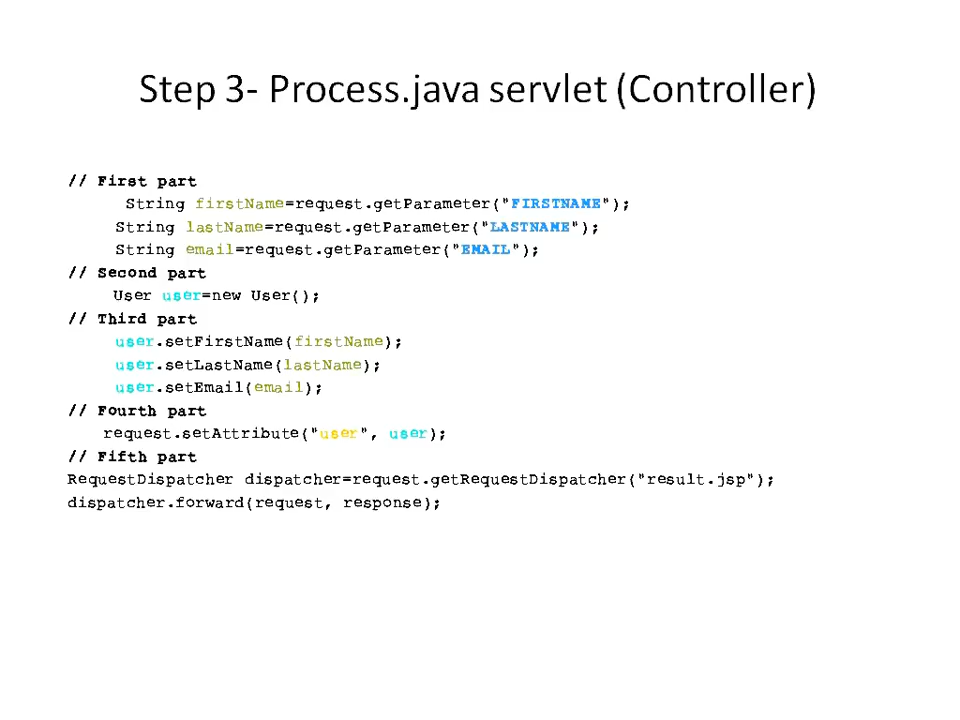 Step 3- Process.java servlet (Controller)
// First part
String firstName=request.getParameter("FIRSTNAME");
String lastName=request.getParameter("LASTNAME");
String email=request.getParameter("EMAIL");
// Second part
User user=new User();
// Third part
user.setFirstName(firstName);
user.setLastName(lastName);
user.setEmail(email);
// Fourth part
request.setAttribute("user", user);
// Fifth part
RequestDispatcher dispatcher=request.getRequestDispatcher("result.jsp");
dispatcher.forward(request, response);